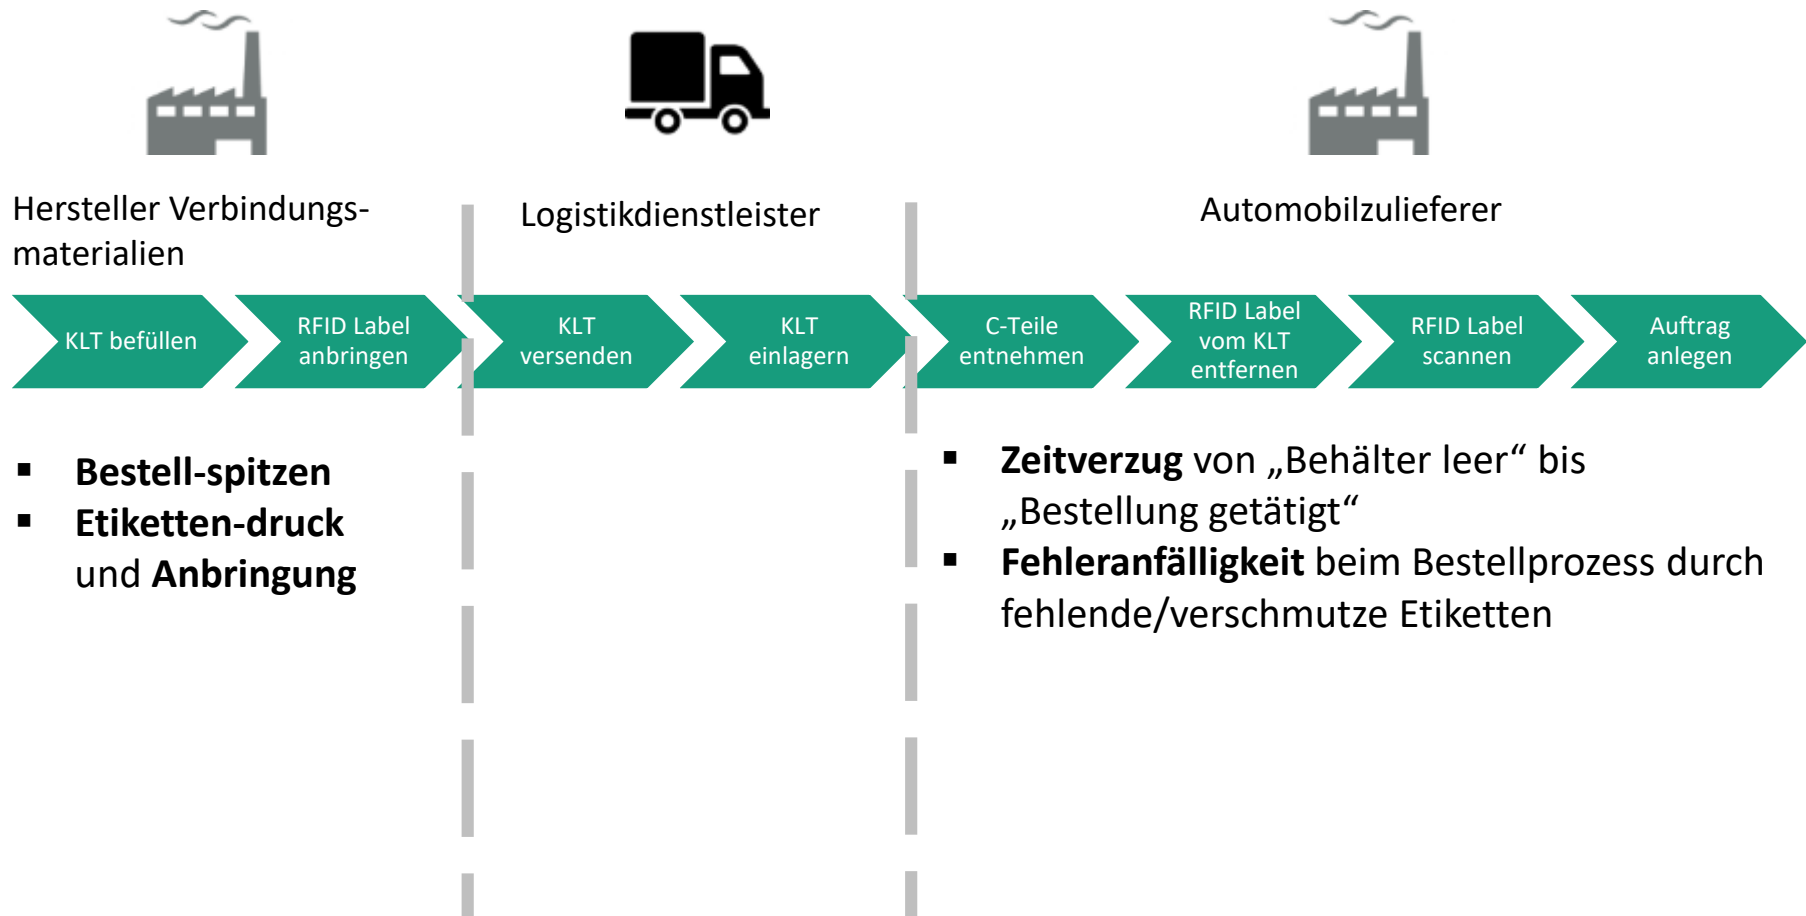 Hersteller Verbindungs-
materialien
Logistikdienstleister
Automobilzulieferer
KLT befüllen
RFID Label
anbringen
KLT
versenden
KLT
einlagern
C-Teile
entnehmen
RFID Label
vom KLT
entfernen
RFID Label
scannen
Auftrag
anlegen
▪ Bestell-spitzen
▪ Etiketten-druck
und Anbringung
▪ Zeitverzug von „Behälter leer“ bis
„Bestellung getätigt“
▪ Fehleranfälligkeit beim Bestellprozess durch
fehlende/verschmutze Etiketten